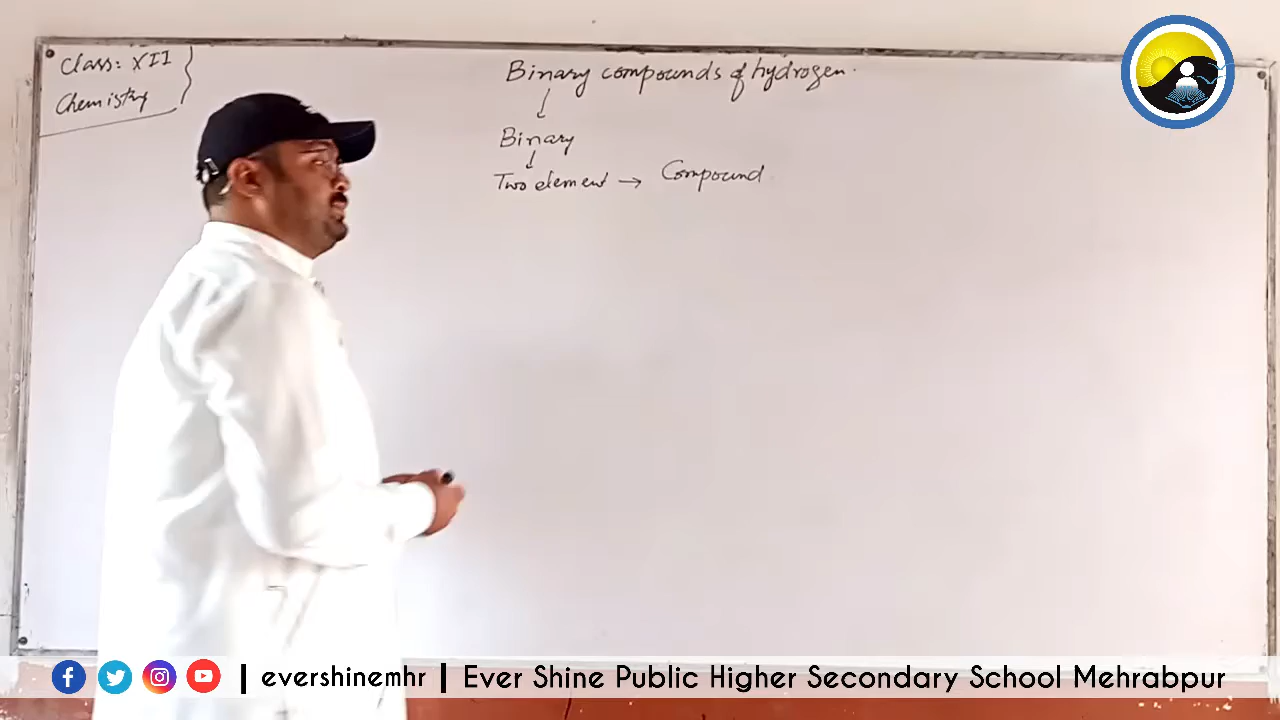 Class: XII
Chemistry
Binary compounds of hydrogen.
Binary
Two element → Compound
| evershinemhr | Ever Shine Public Higher Secondary School Mehrabpur